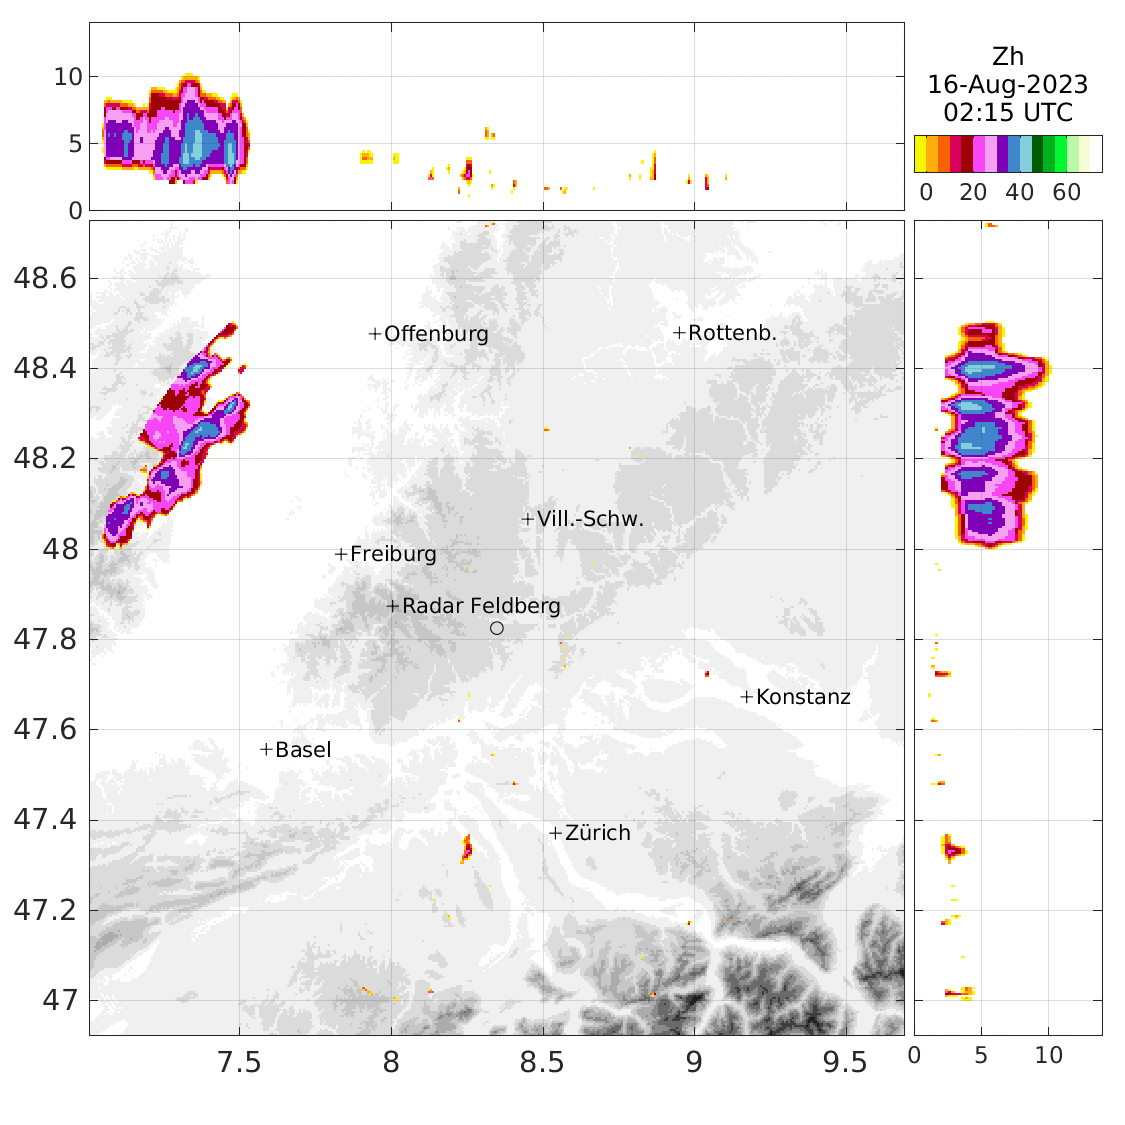 Zh
16-Aug-2023
02:15 UTC
0 20 40 60
10
5
0
48.6
48.4
48.2
48
47.8
47.6
47.4
47.2
47
Offenburg
Rottenb.
Vill.-Schw.
Freiburg
Radar Feldberg
Konstanz
Basel
Zürich
7.5 8 8.5 9 9.5
0 5 10